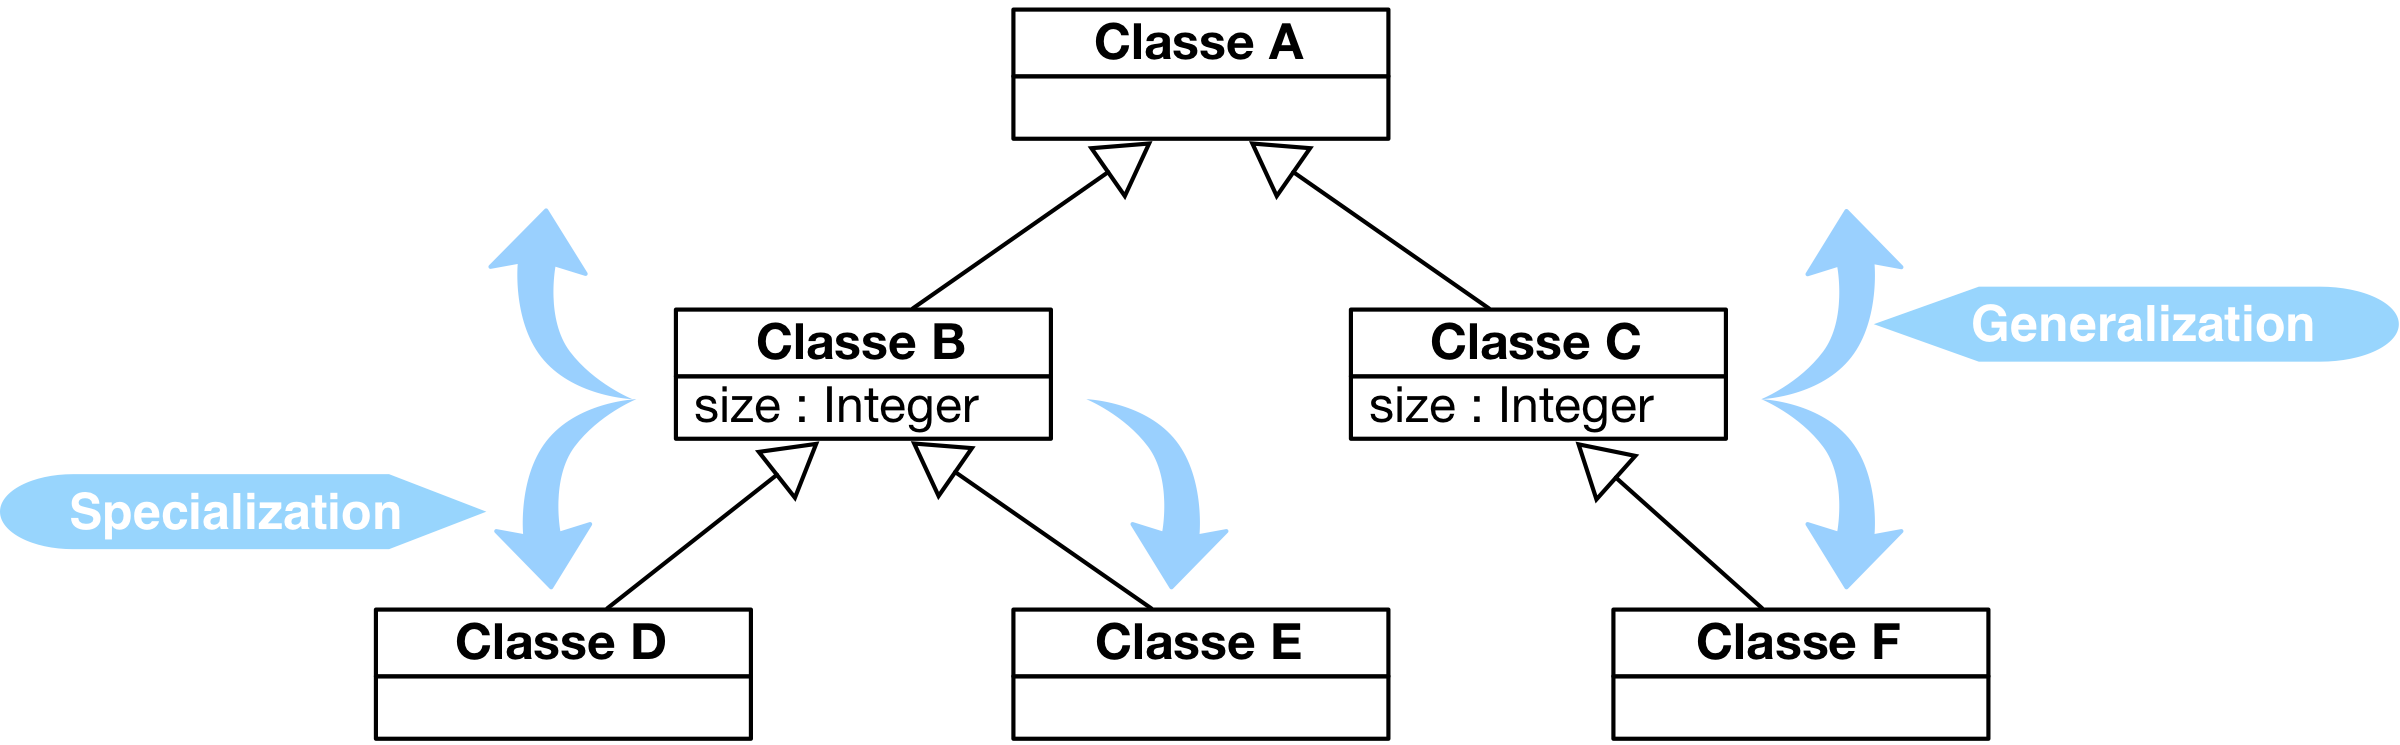 Classe A
Classe B
size : Integer
Classe C
size : Integer
Generalization
Specialization
Classe D
Classe E
Classe F